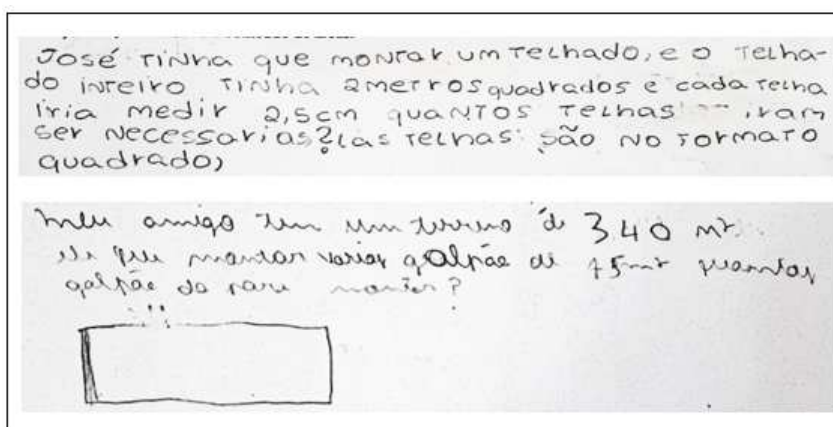 José tinha que montar um telhado, e o telha-
do inteiro tinha 2 metros quadrados e cada telha
iria medir 2,5cm quantos telhas iram
ser necessarias? (as telhas são no formato
quadrado)
meu amigo tem um terreno de 340 m²
ele que montar varias galpão de 15m² quantos
galpão da para montar?